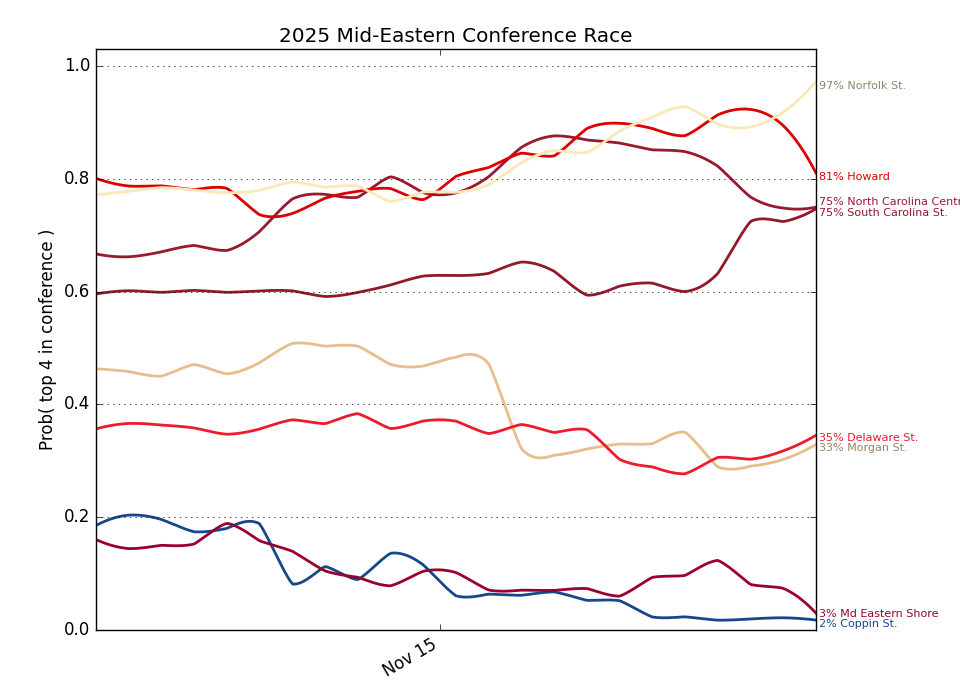 2025 Mid-Eastern Conference Race
Prob( top 4 in conference )
1.0
0.8
0.6
0.4
0.2
0.0
Nov 15
97% Norfolk St.
81% Howard
75% North Carolina Centr
75% South Carolina St.
35% Delaware St.
33% Morgan St.
3% Md Eastern Shore
2% Coppin St.